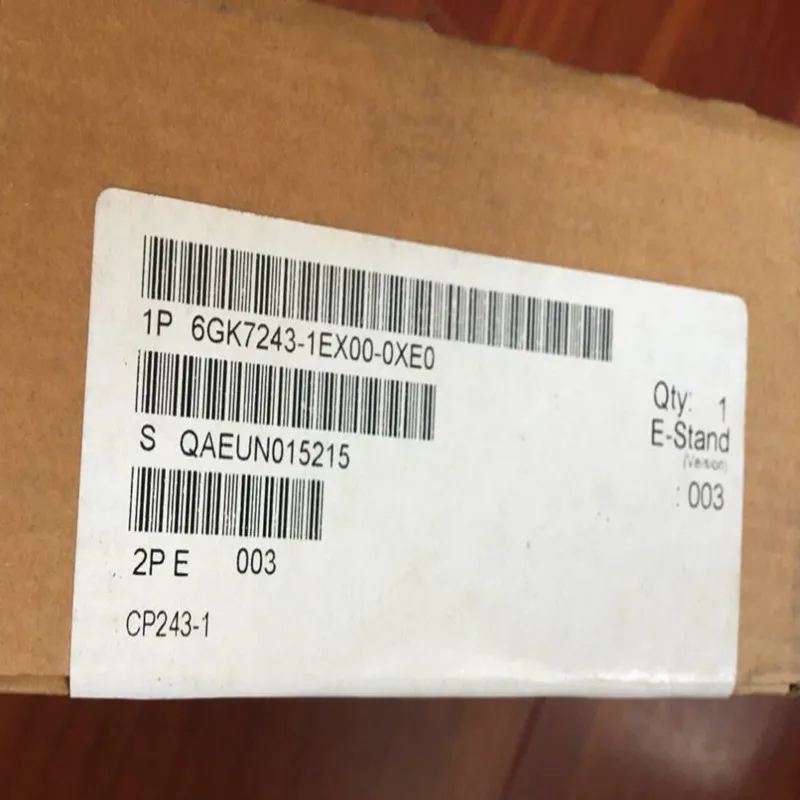 1P 6GK7243-1EX00-0XE0
S QAEUN015215
2P E 003
CP243-1
Qty: 1
E-Stand
(Version)
: 003